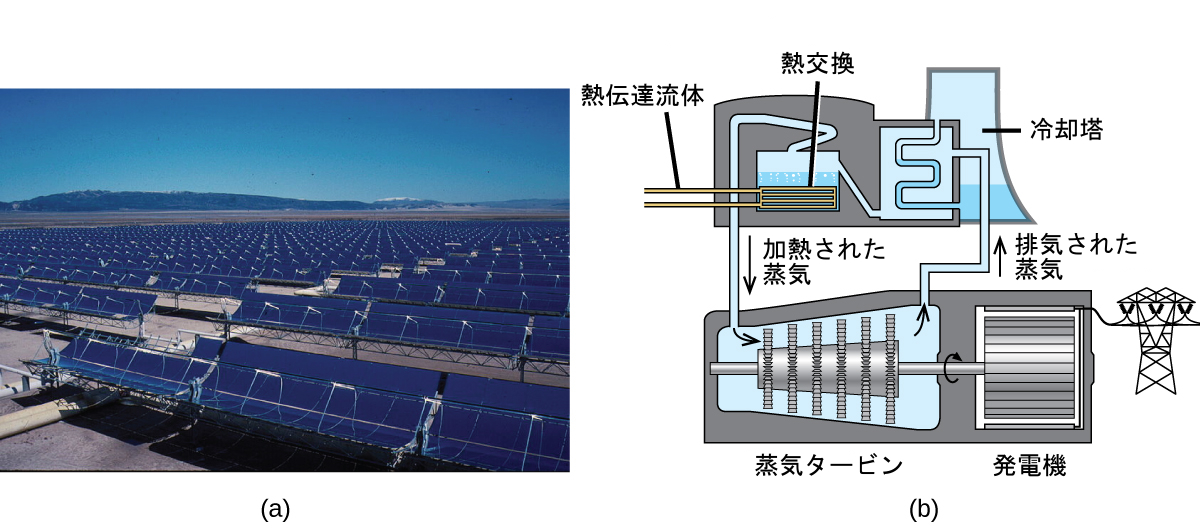 熱交換
熱伝達流体
冷却塔
加熱された
蒸気
排気された
蒸気
蒸気タービン
発電機
(a)
(b)